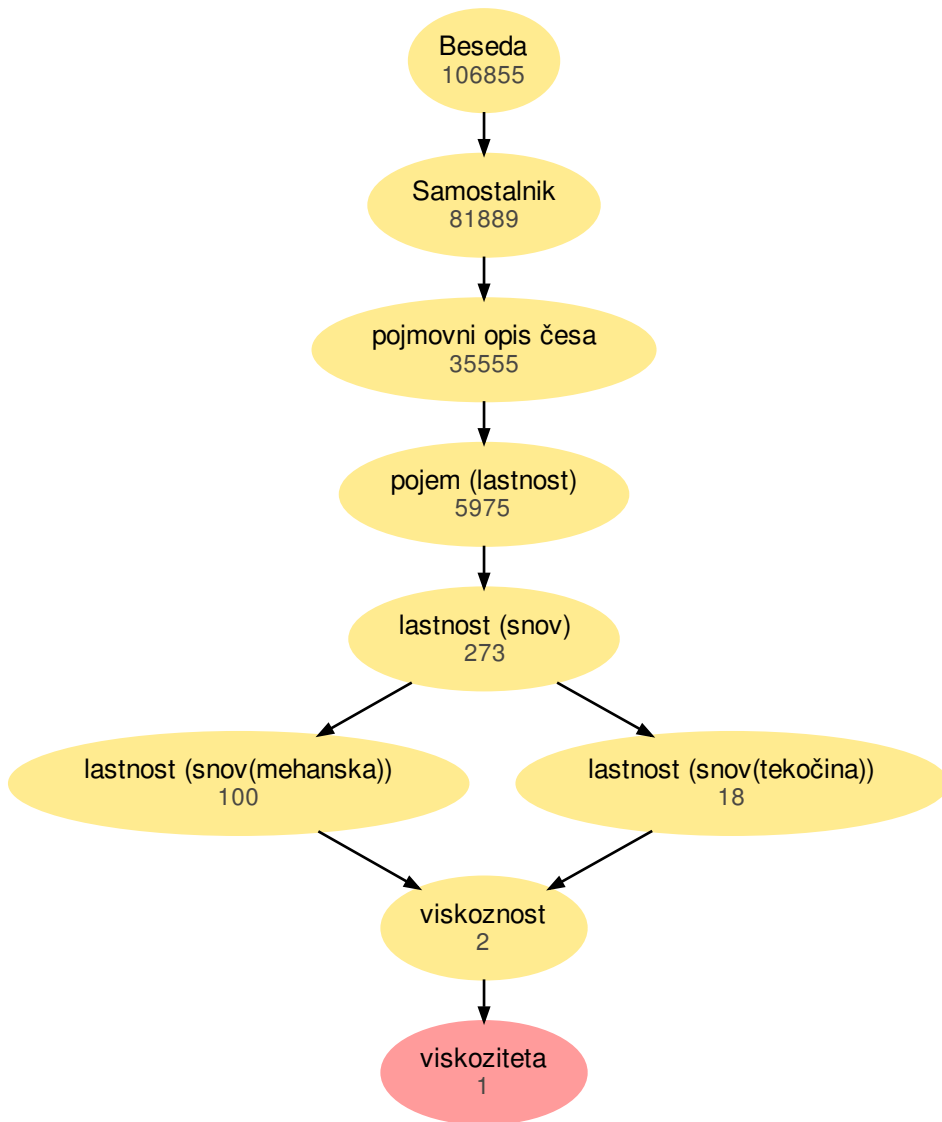 Beseda
106855
Samostalnik
81889
pojmovni opis česa
35555
pojem (lastnost)
5975
lastnost (snov)
273
lastnost (snov(mehanska))
100
lastnost (snov(tekočina))
18
viskoznost
2
viskoziteta
1